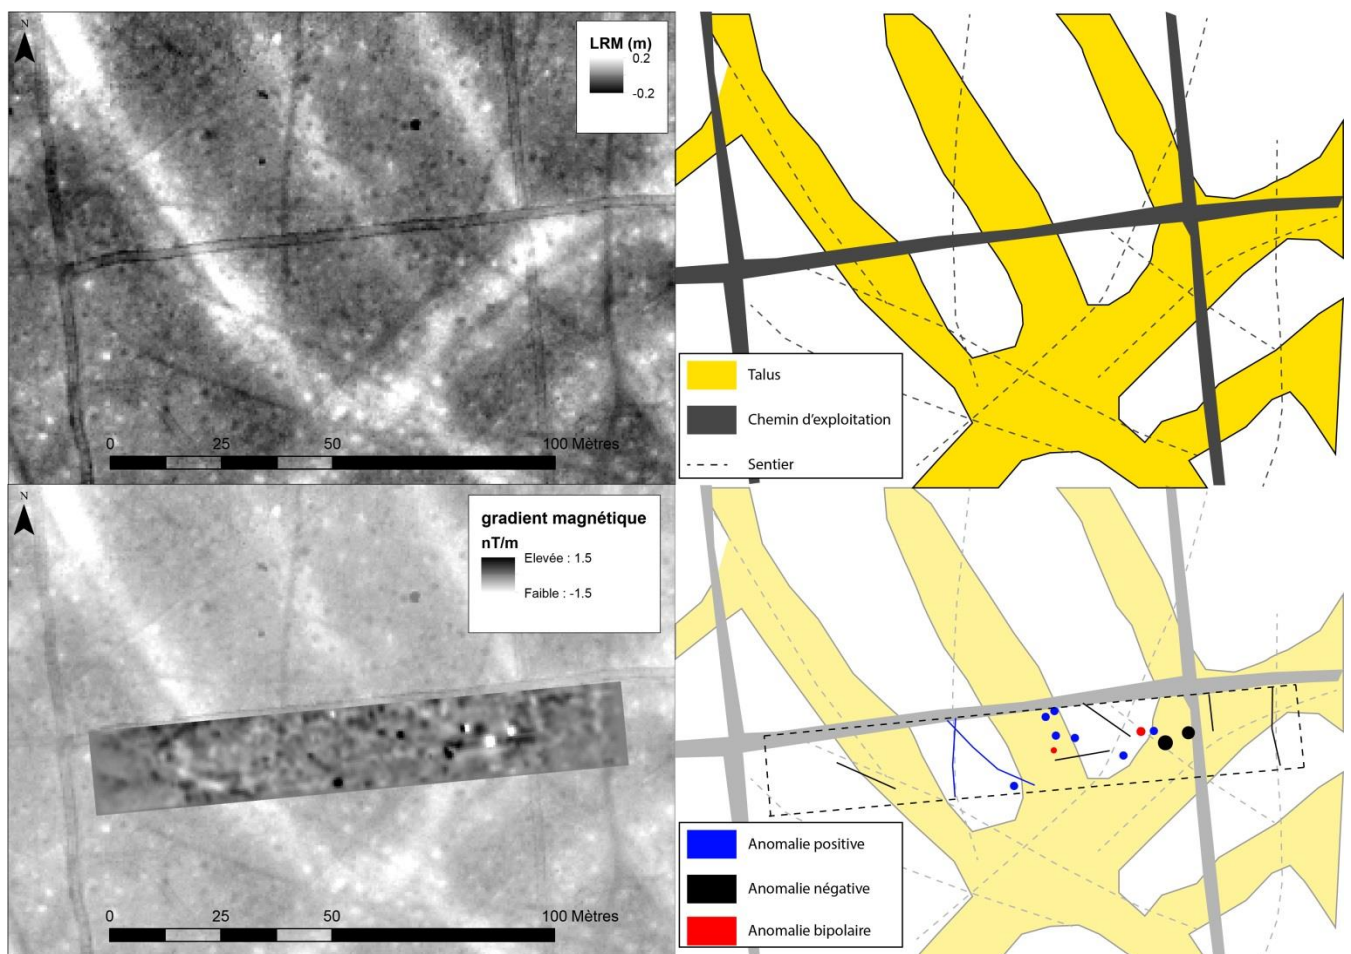 N
LRM (m)
0.2
-0.2
0 25 50 100 Mètres
Talus
Chemin d'exploitation
Sentier
N
gradient magnétique
nT/m
Elevée : 1.5
Faible : -1.5
0 25 50 100 Mètres
Anomalie positive
Anomalie négative
Anomalie bipolaire